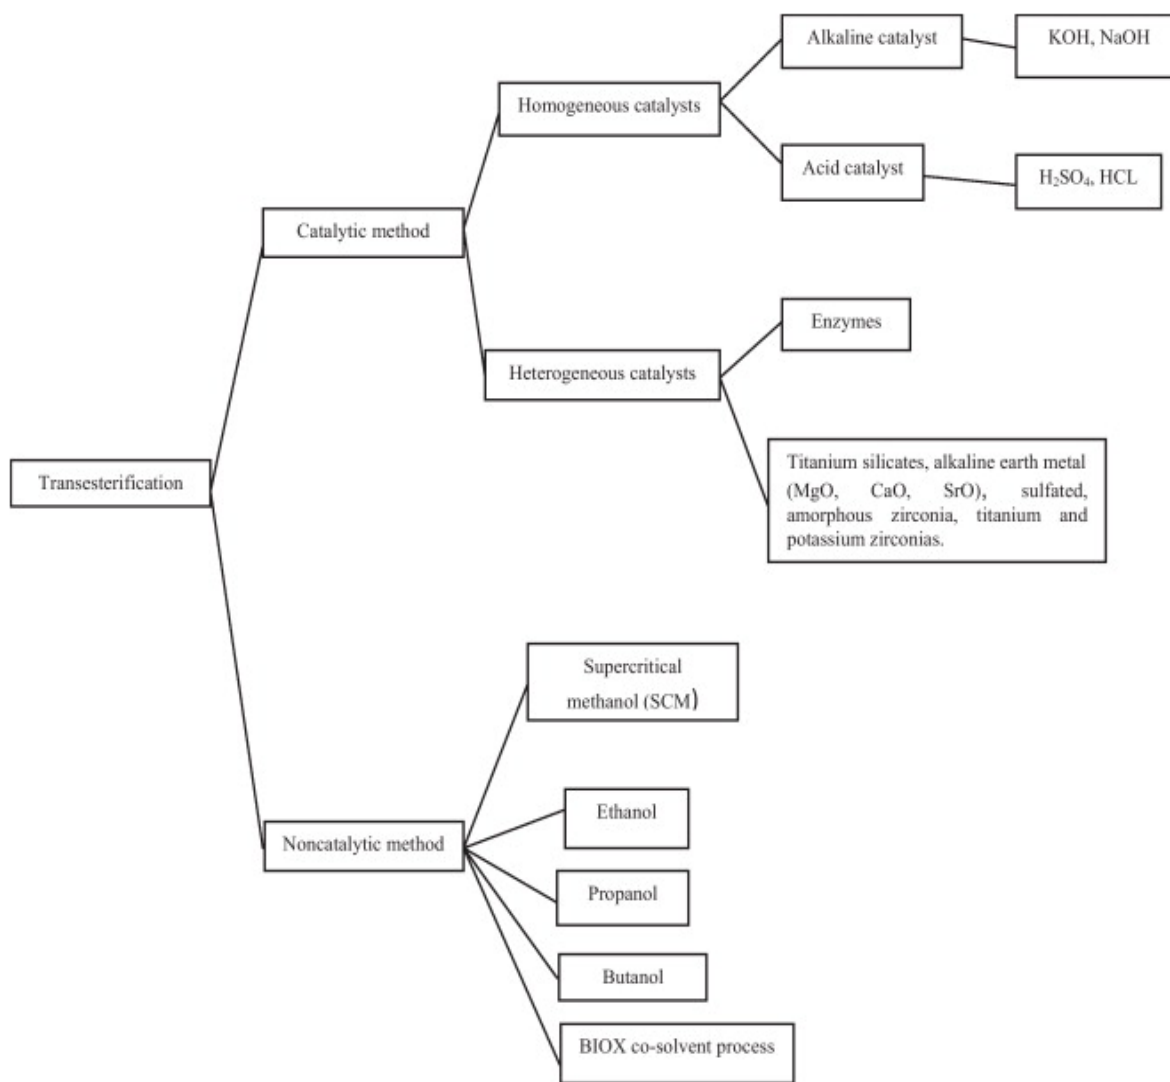 Alkaline catalyst
KOH, NaOH
Homogeneous catalysts
Acid catalyst
H₂SO₄, HCL
Catalytic method
Enzymes
Heterogeneous catalysts
Transesterification
Titanium silicates, alkaline earth metal
(MgO, CaO, SrO), sulfated,
amorphous zirconia, titanium and
potassium zirconias.
Supercritical
methanol (SCM)
Ethanol
Noncatalytic method
Propanol
Butanol
BIOX co-solvent process